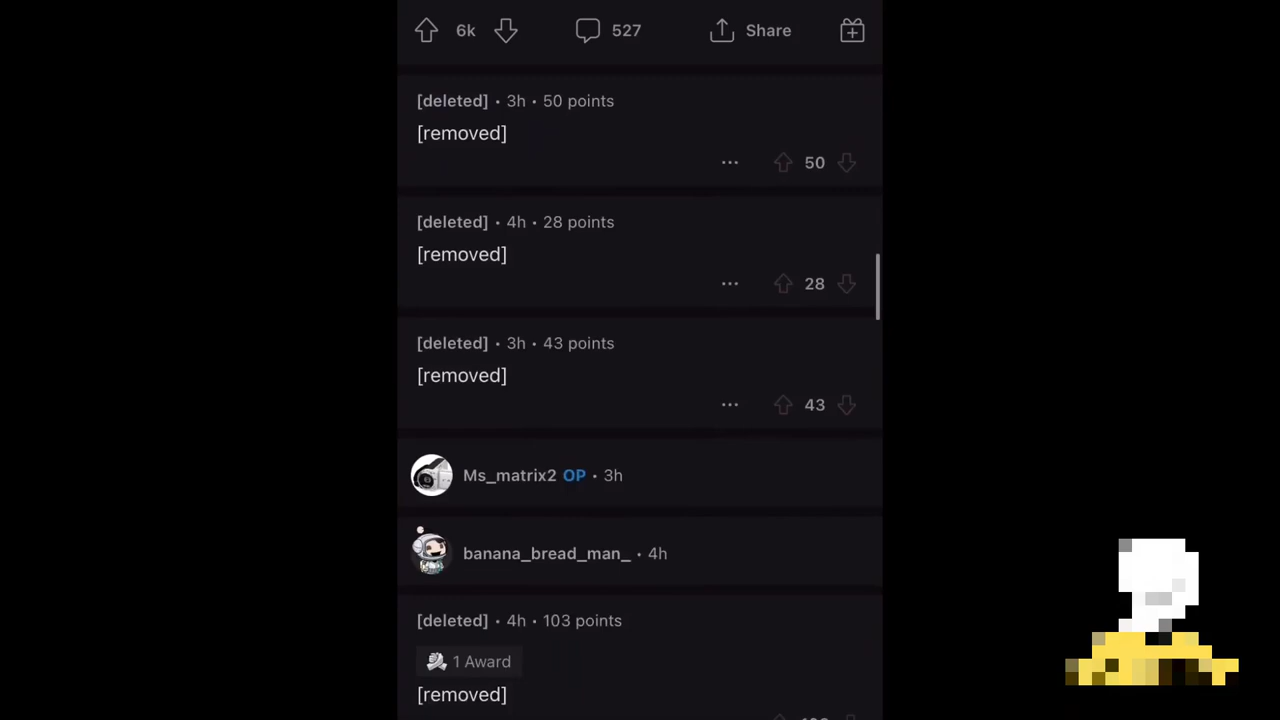 6k 527 Share
[deleted] • 3h • 50 points
[removed]
... 50
[deleted] • 4h • 28 points
[removed]
... 28
[deleted] • 3h • 43 points
[removed]
... 43
Ms_matrix2 OP • 3h
banana_bread_man_ • 4h
[deleted] • 4h • 103 points
1 Award
[removed]